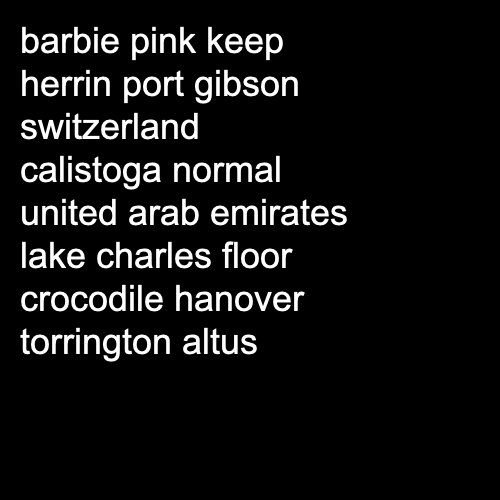 barbie pink keep
herrin port gibson
switzerland
calistoga normal
united arab emirates
lake charles floor
crocodile hanover
torrington altus